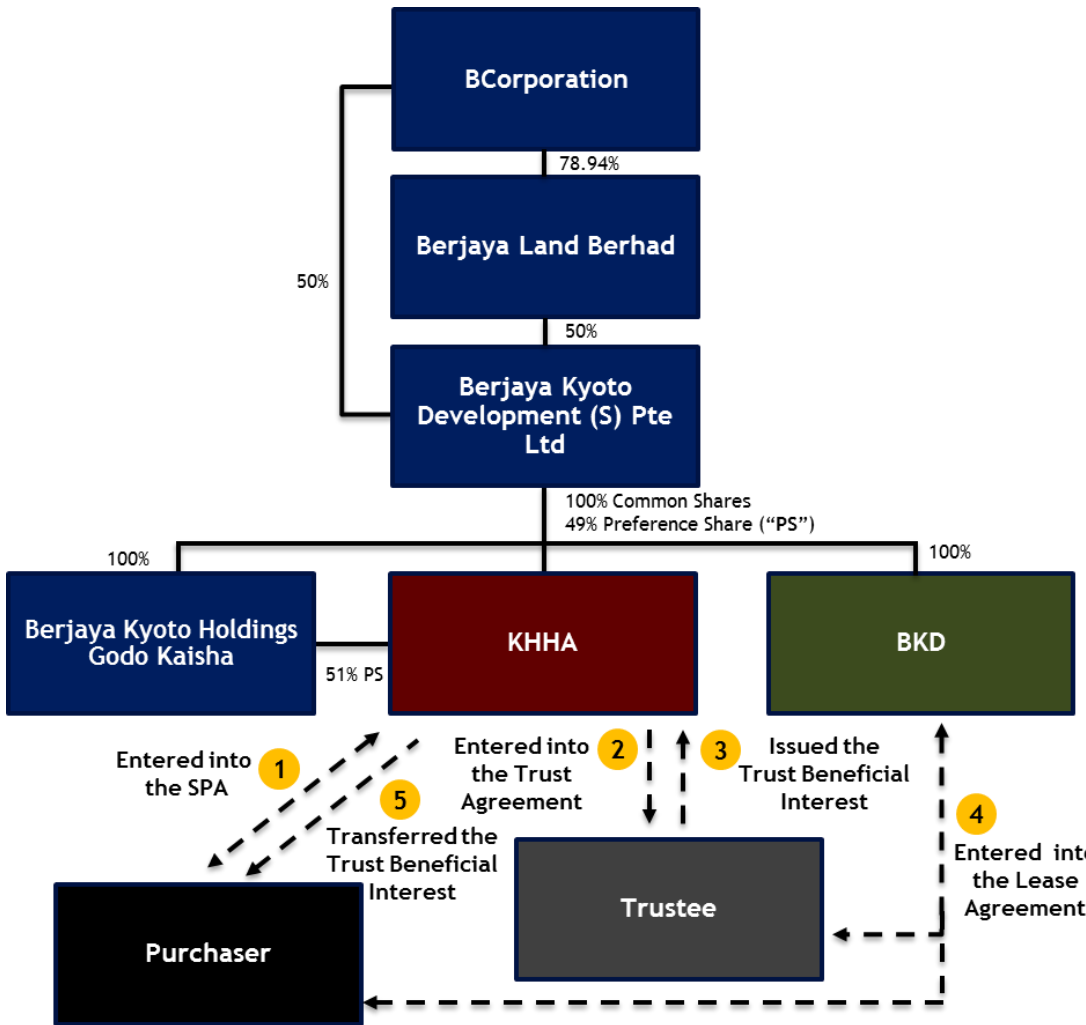 BCorporation
78.94%
Berjaya Land Berhad
50%
50%
Berjaya Kyoto
Development (S) Pte
Ltd
100% Common Shares
49% Preference Share (“PS”)
100%
100%
Berjaya Kyoto Holdings
Godo Kaisha
51% PS
KHHA
BKD
Entered into
the SPA
1
5
Transferred the
Trust Beneficial
Interest
Entered into
the Trust
Agreement
2
3
Issued the
Trust Beneficial
Interest
4
Entered into
the Lease
Agreement
Purchaser
Trustee